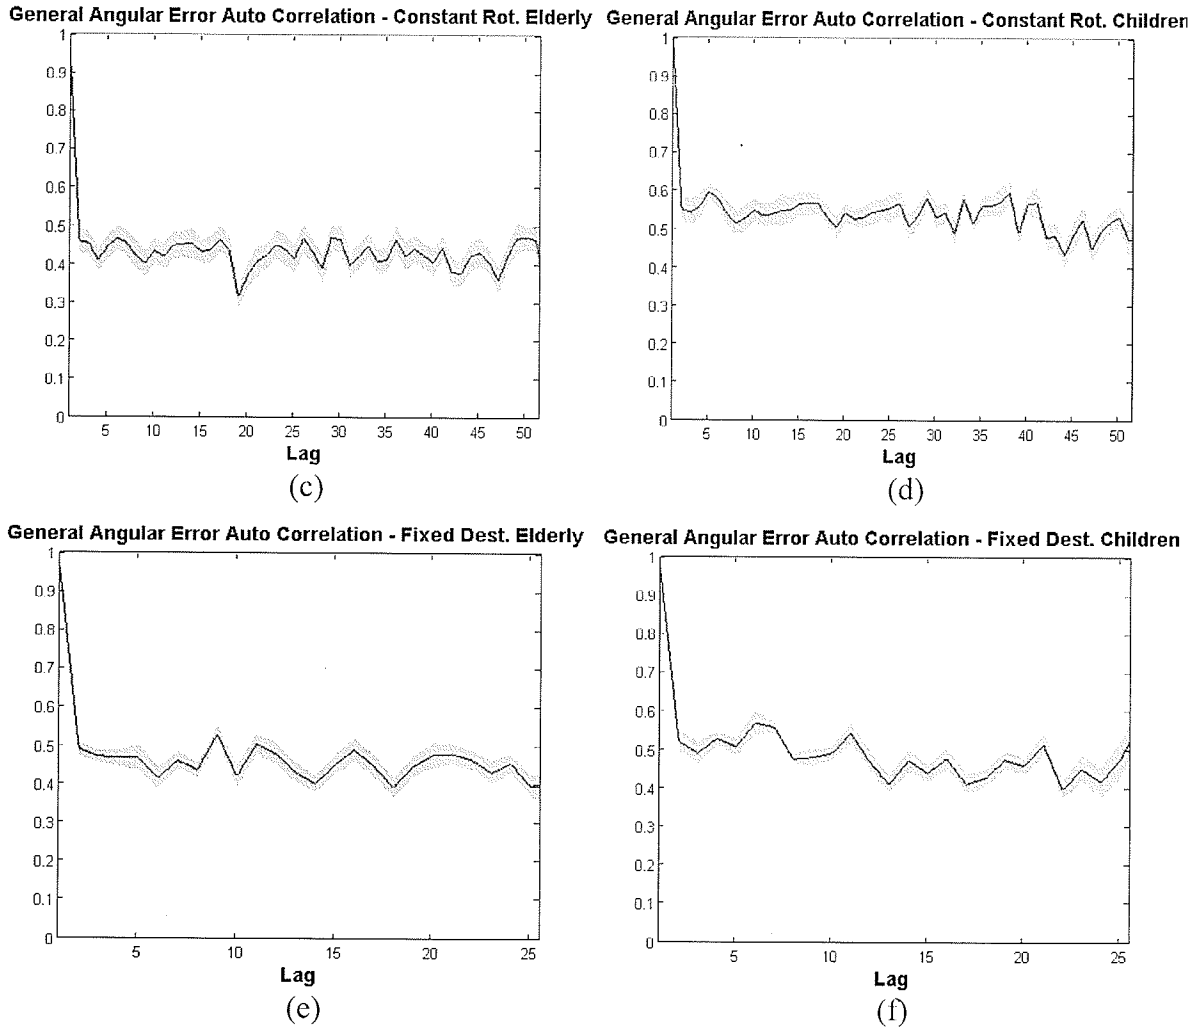 General Angular Error Auto Correlation - Constant Rot. Elderly
1
0.9
0.8
0.7
0.6
0.5
0.4
0.3
0.2
0.1
0
5 10 15 20 25 30 35 40 45 50
Lag
(c)
General Angular Error Auto Correlation - Constant Rot. Children
1
0.9
0.8
0.7
0.6
0.5
0.4
0.3
0.2
0.1
0
5 10 15 20 25 30 35 40 45 50
Lag
(d)
General Angular Error Auto Correlation - Fixed Dest. Elderly
1
0.9
0.8
0.7
0.6
0.5
0.4
0.3
0.2
0.1
0
5 10 15 20 25
Lag
(e)
General Angular Error Auto Correlation - Fixed Dest. Children
1
0.9
0.8
0.7
0.6
0.5
0.4
0.3
0.2
0.1
0
5 10 15 20 25
Lag
(f)